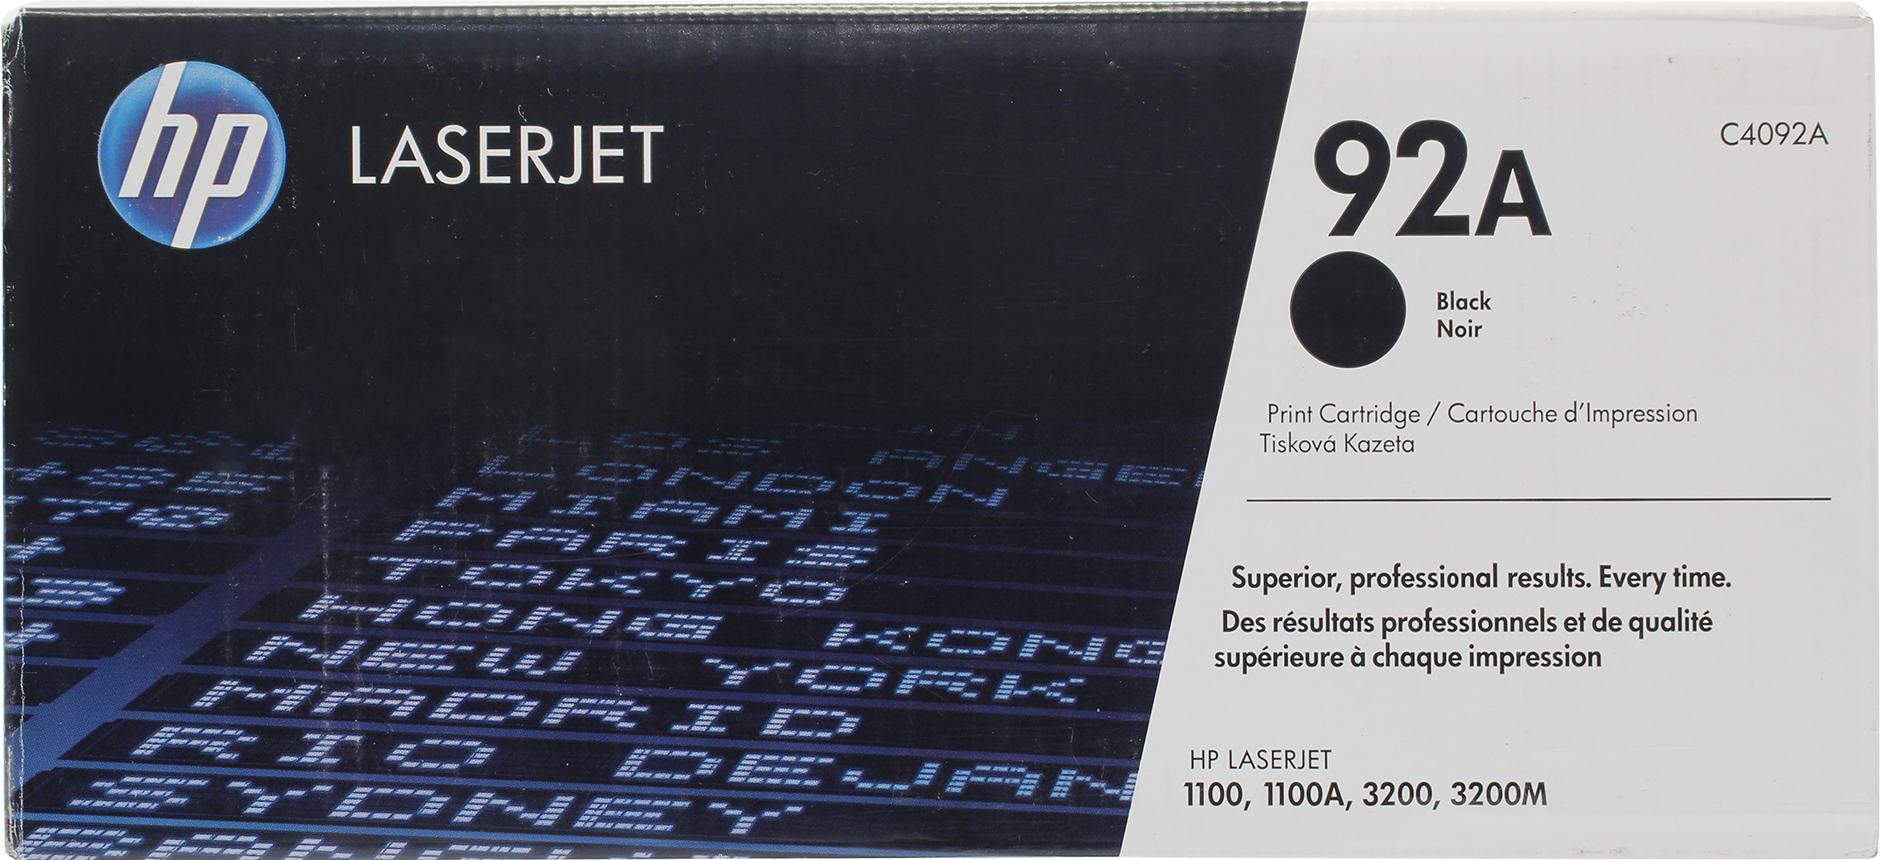 hp
LASERJET
92A
C4092A
Black
Noir
Print Cartridge / Cartouche d'Impression
Tisková Kazeta
Superior, professional results. Every time.
Des résultats professionnels et de qualité
supérieure à chaque impression
HP LASERJET
1100, 1100A, 3200, 3200M
ANGEL
LONDON
MIAMI
PARIS
TOKYO
HONG KONG
NEW YORK
MADRID
RIO DEJAN
SYDNEY